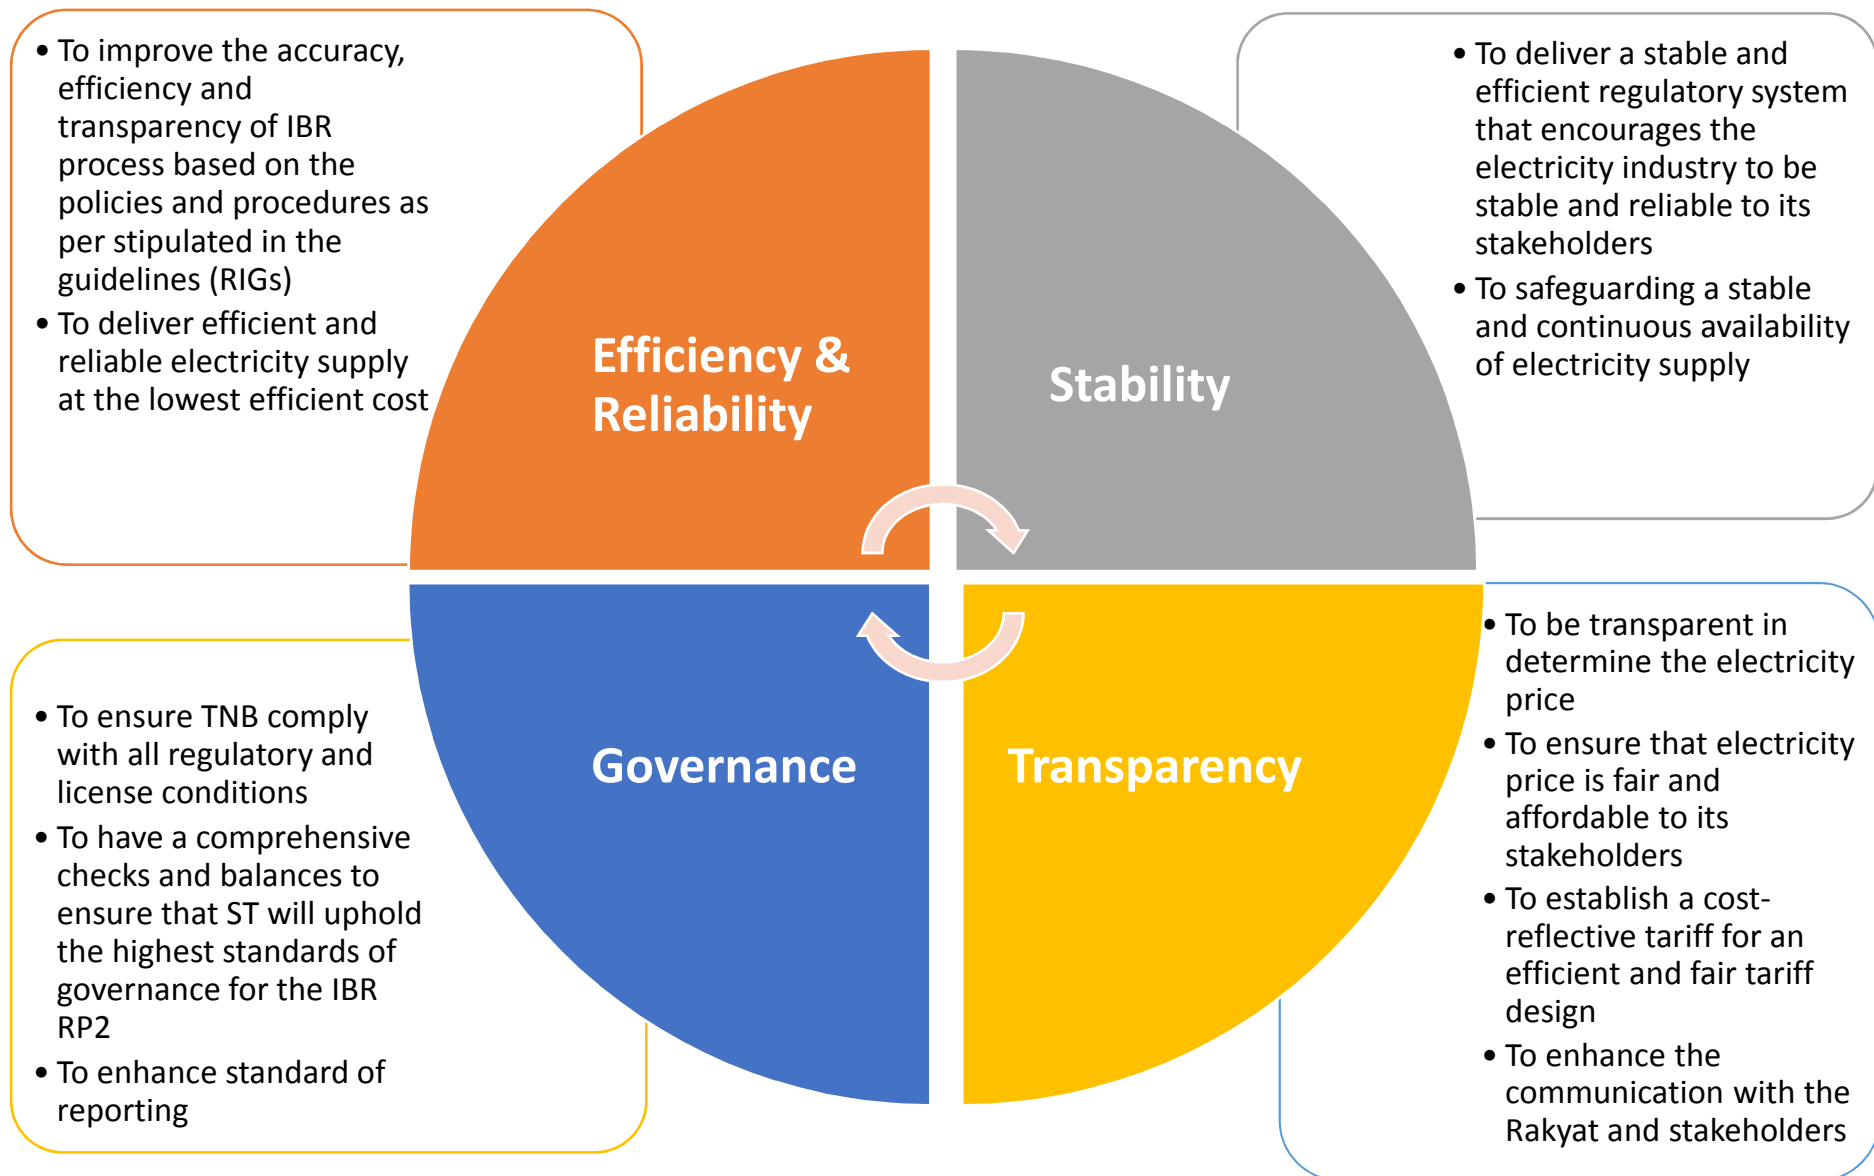 • To improve the accuracy,
efficiency and
transparency of IBR
process based on the
policies and procedures as
per stipulated in the
guidelines (RIGs)
• To deliver efficient and
reliable electricity supply
at the lowest efficient cost
Efficiency &
Reliability
Stability
• To deliver a stable and
efficient regulatory system
that encourages the
electricity industry to be
stable and reliable to its
stakeholders
• To safeguarding a stable
and continuous availability
of electricity supply
• To ensure TNB comply
with all regulatory and
license conditions
• To have a comprehensive
checks and balances to
ensure that ST will uphold
the highest standards of
governance for the IBR
RP2
• To enhance standard of
reporting
Governance
Transparency
• To be transparent in
determine the electricity
price
• To ensure that electricity
price is fair and
affordable to its
stakeholders
• To establish a cost-
reflective tariff for an
efficient and fair tariff
design
• To enhance the
communication with the
Rakyat and stakeholders